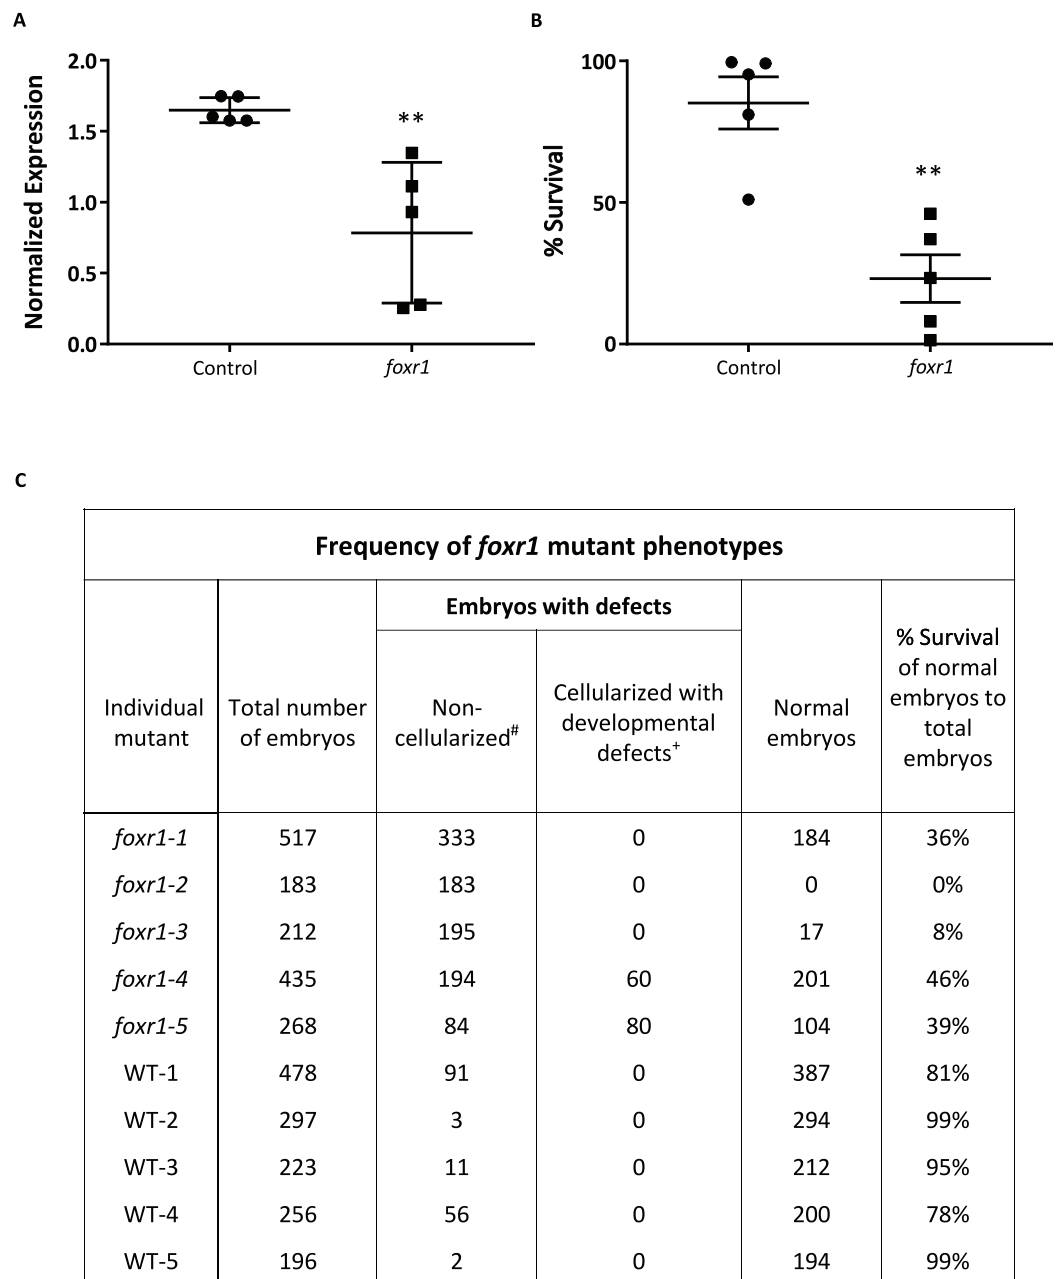 A
B
2.0
1.5
1.0
0.5
0.0
Normalized Expression
**
Control
foxr1
100
50
0
% Survival
**
Control
foxr1
C
Frequency of foxr1 mutant phenotypes
Individual
mutant
Total number
of embryos
Embryos with defects
Non-
cellularized#
Cellularized with
developmental
defects+
Normal
embryos
% Survival
of normal
embryos to
total
embryos
foxr1-1 517 333 0 184 36%
foxr1-2 183 183 0 0 0%
foxr1-3 212 195 0 17 8%
foxr1-4 435 194 60 201 46%
foxr1-5 268 84 80 104 39%
WT-1 478 91 0 387 81%
WT-2 297 3 0 294 99%
WT-3 223 11 0 212 95%
WT-4 256 56 0 200 78%
WT-5 196 2 0 194 99%